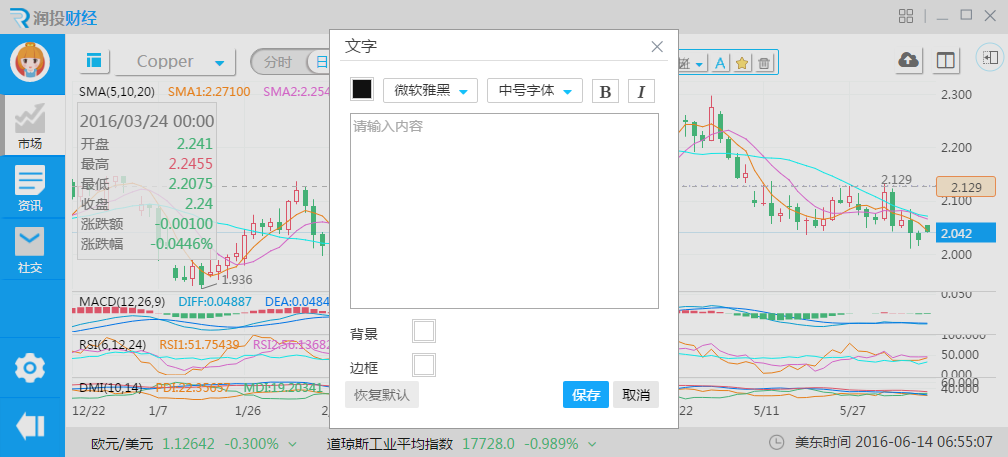 润投财经
文字
Copper
分时
日
微软雅黑
中号字体
B
I
A
SMA(5,10,20)
SMA1:2.27100
SMA2:2.254
请输入内容
2016/03/24 00:00
开盘 2.241
最高 2.2455
最低 2.2075
收盘 2.24
涨跌额 -0.00100
涨跌幅 -0.0446%
市场
资讯
社交
2.300
2.200
2.129
2.129
2.100
2.042
2.000
1.936
MACD(12,26,9)
DIFF:0.04887
DEA:0.0484
0.050
0.000
背景
RSI(6,12,24)
RSI1:51.75439
RSI2:56.13682
100.000
50.000
0.000
边框
DMI(10,14)
PDI:22.35057
MDI:19.20341
60.000
40.000
恢复默认
保存
取消
12/22
1/7
1/26
22
5/11
5/27
欧元/美元 1.12642 -0.300%
道琼斯工业平均指数 17728.0 -0.989%
美东时间 2016-06-14 06:55:07